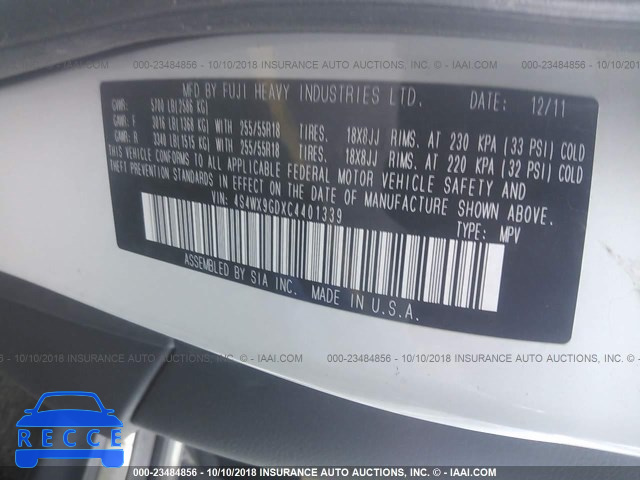 000-23484856 - 10/10/2018 INSURANCE AUTO AUCTIONS - © IAAI.COM
MFD BY FUJI HEAVY INDUSTRIES LTD. DATE: 12/11
GVWR: 5700 LB(2586 KG)
GAWR: F 3016 LB(1368 KG) WITH 255/55R18 TIRES, 18X8JJ RIMS, AT 230 KPA (33 PSI) COLD
GAWR: R 3340 LB(1515 KG) WITH 255/55R18 TIRES, 18X8JJ RIMS, AT 220 KPA (32 PSI) COLD
THIS VEHICLE CONFORMS TO ALL APPLICABLE FEDERAL MOTOR VEHICLE SAFETY AND
THEFT PREVENTION STANDARDS IN EFFECT ON THE DATE OF MANUFACTURE SHOWN ABOVE.
VIN: 4S4WX9GDXC4401339 TYPE: MPV
ASSEMBLED BY SIA INC. MADE IN U.S.A.
000-23484856 - 10/10/2018 INSURANCE AUTO AUCTIONS - © IAAI.COM
RECCE
000-23484856 - 10/10/2018 INSURANCE AUTO AUCTIONS - © IAAI.COM